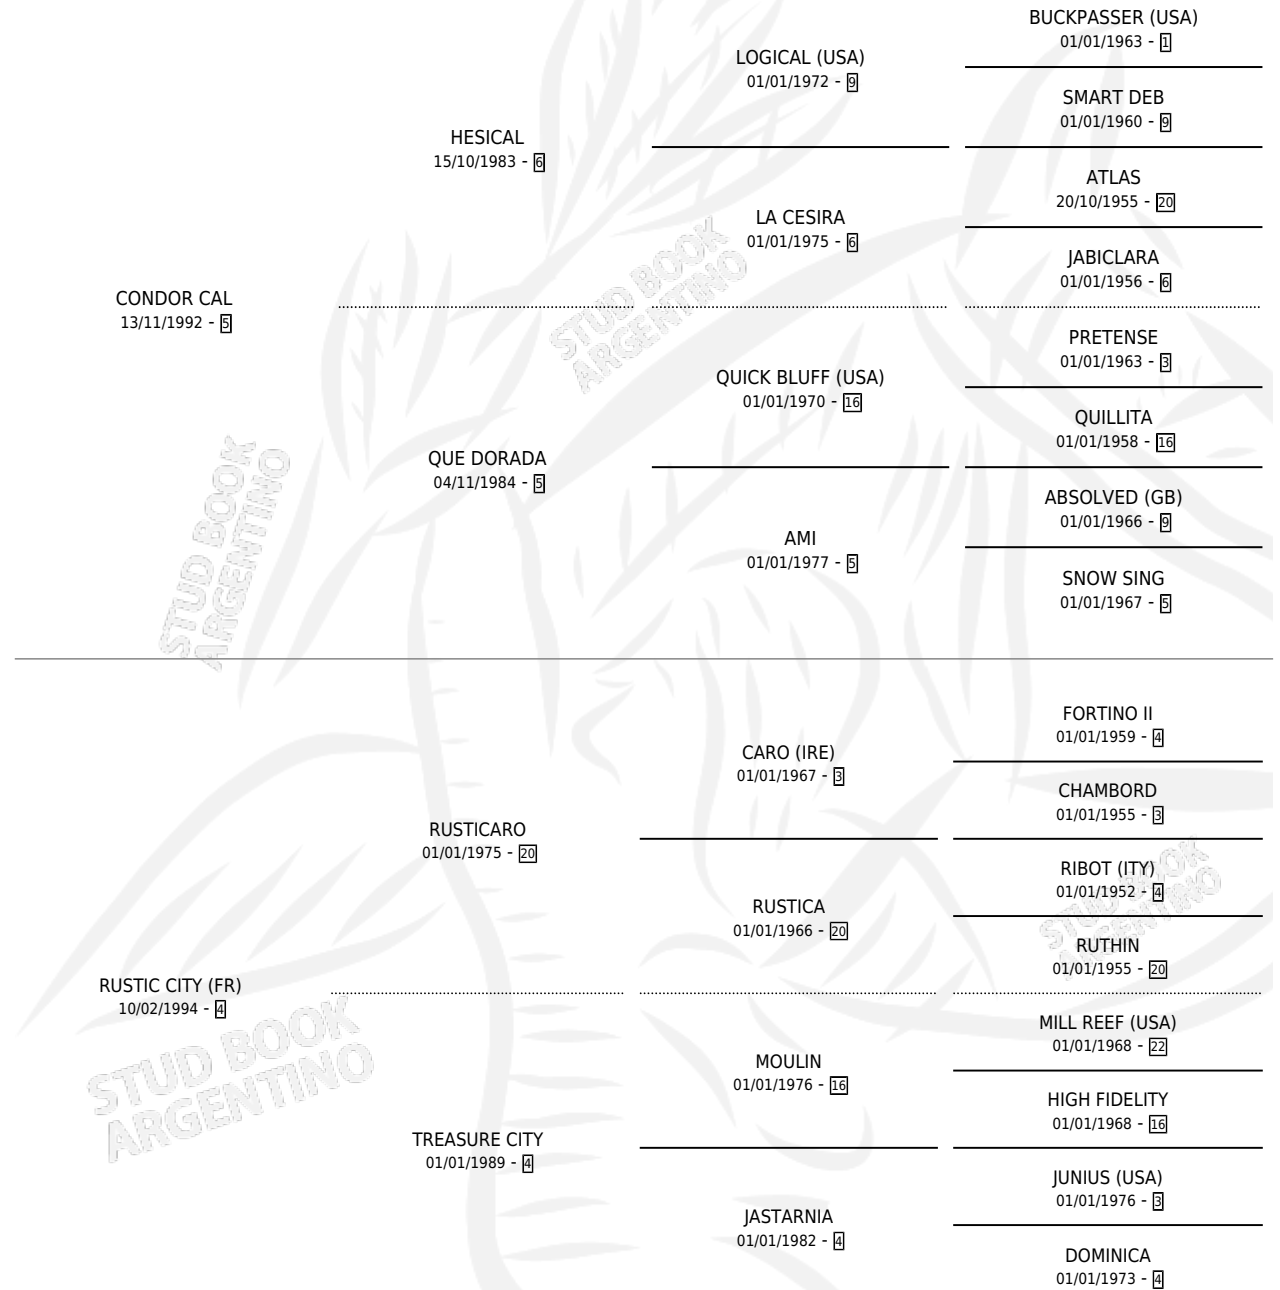 BUCKPASSER (USA)
01/01/1963 - 1
LOGICAL (USA)
01/01/1972 - 9
SMART DEB
01/01/1960 - 9
HESICAL
15/10/1983 - 6
ATLAS
20/10/1955 - 20
LA CESIRA
01/01/1975 - 6
JABICLARA
01/01/1956 - 6
CONDOR CAL
13/11/1992 - 5
PRETENSE
01/01/1963 - 3
QUICK BLUFF (USA)
01/01/1970 - 16
QUILLITA
01/01/1958 - 16
QUE DORADA
04/11/1984 - 5
ABSOLVED (GB)
01/01/1966 - 9
AMI
01/01/1977 - 5
SNOW SING
01/01/1967 - 5
FORTINO II
01/01/1959 - 4
CARO (IRE)
01/01/1967 - 3
CHAMBORD
01/01/1955 - 3
RUSTICARO
01/01/1975 - 20
RIBOT (ITY)
01/01/1952 - 4
RUSTICA
01/01/1966 - 20
RUTHIN
01/01/1955 - 20
RUSTIC CITY (FR)
10/02/1994 - 4
MILL REEF (USA)
01/01/1968 - 22
MOULIN
01/01/1976 - 16
HIGH FIDELITY
01/01/1968 - 16
TREASURE CITY
01/01/1989 - 4
JUNIUS (USA)
01/01/1976 - 3
JASTARNIA
01/01/1982 - 4
DOMINICA
01/01/1973 - 4
STUD BOOK
ARGENTINO
STUD BOOK
ARGENTINO
STUD BOOK
ARGENTINO
STUD BOOK
ARGENTINO